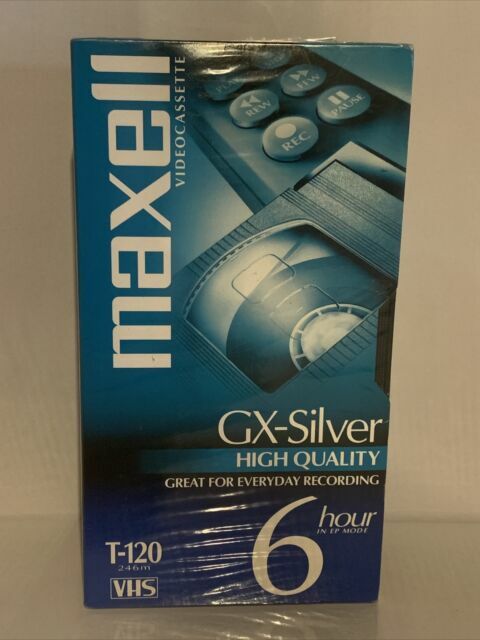 maxell
VIDEOCASSETTE
REW
F.FW
PAUSE
REC
GX-Silver
HIGH QUALITY
GREAT FOR EVERYDAY RECORDING
6 hour
IN EP MODE
T-120
246m
VHS